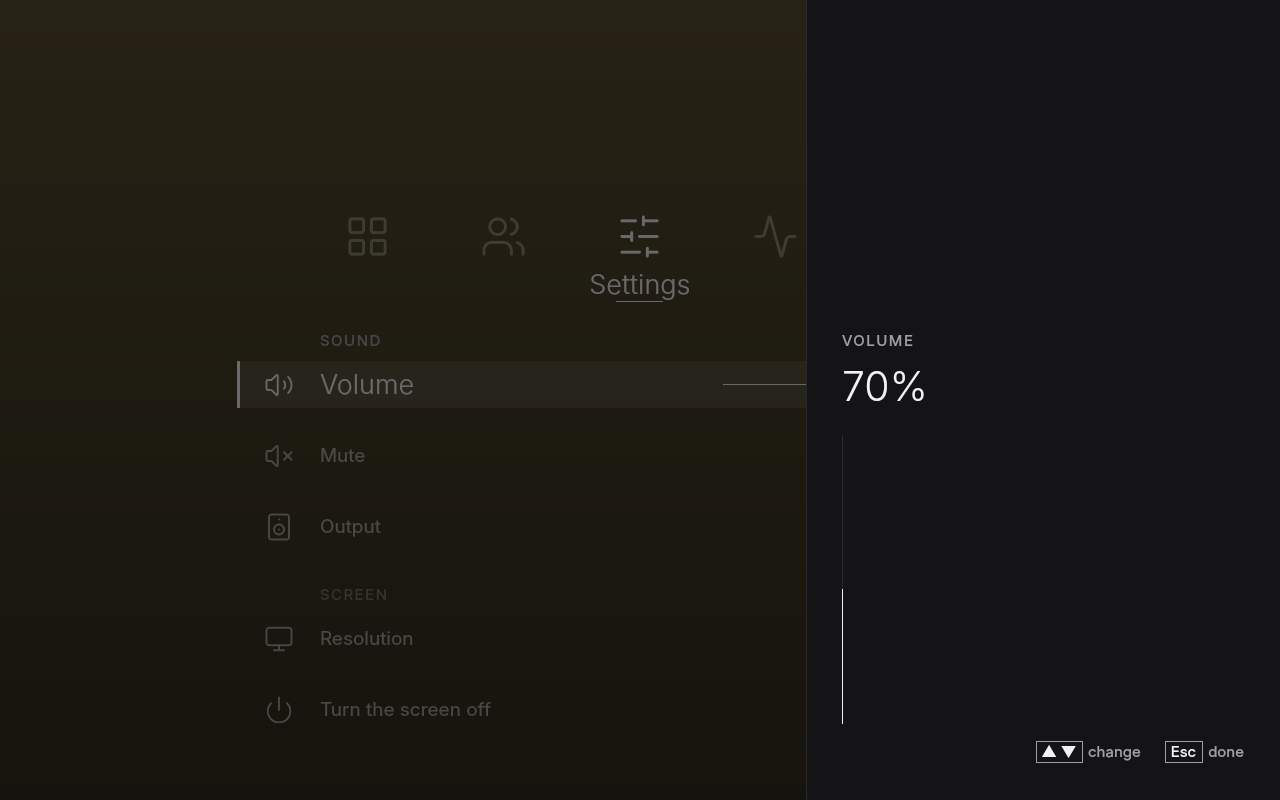 Settings
SOUND
Volume
Mute
Output
SCREEN
Resolution
Turn the screen off
VOLUME
70%
▲▼ change Esc done